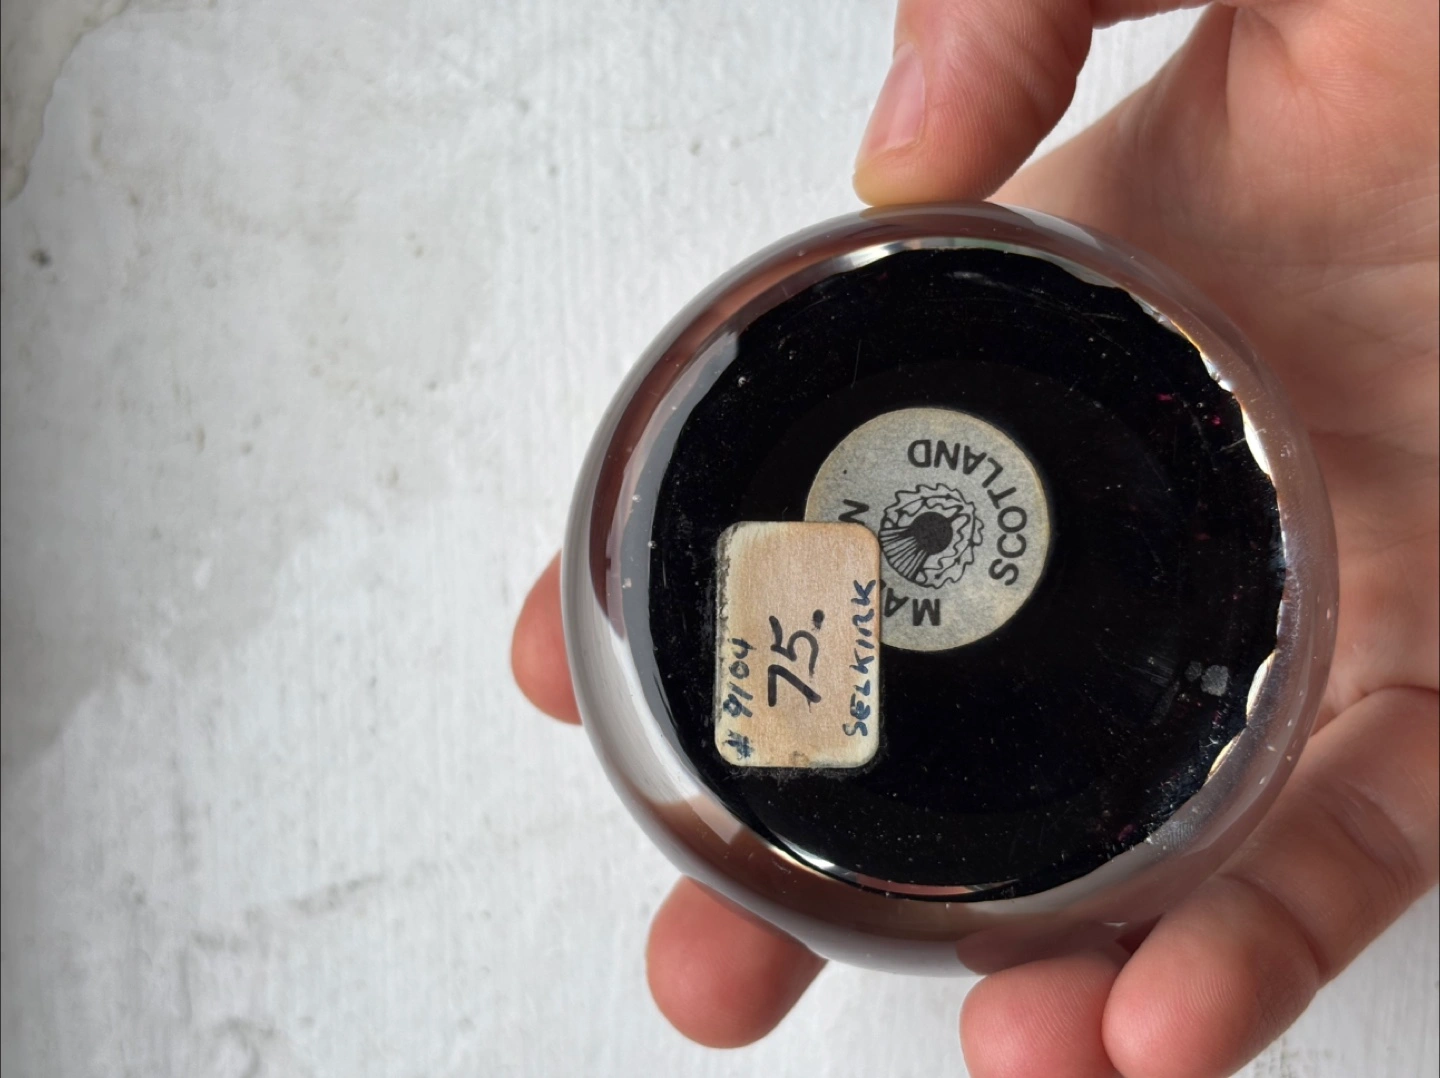 # 9104
75.
SELKIRK
SCOTLAND